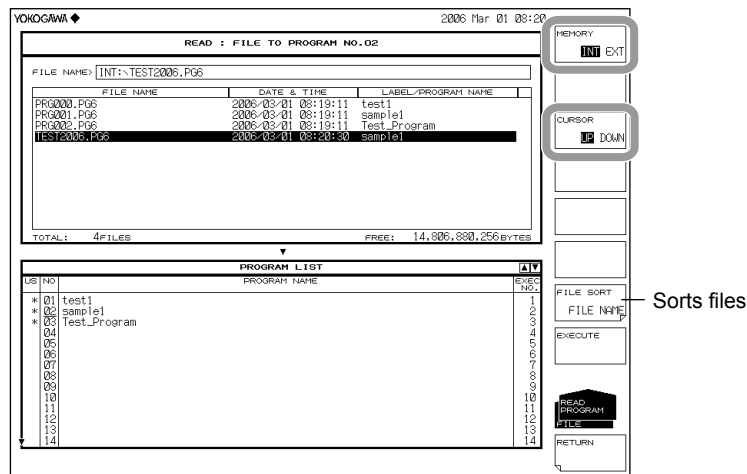 YOKOGAWA ◆ 2006 Mar 01 08:20
READ : FILE TO PROGRAM NO.02
FILE NAME> INT:\TEST2006.PG6
FILE NAME DATE & TIME LABEL/PROGRAM NAME
PRG000.PG6 2006/03/01 08:19:11 test1
PRG001.PG6 2006/03/01 08:19:11 sample1
PRG002.PG6 2006/03/01 08:19:11 Test_Program
TEST2006.PG6 2006/03/01 08:20:30 sample1
TOTAL: 4FILES FREE: 14,806,880,256BYTES
PROGRAM LIST
US NO PROGRAM NAME EXEC NO.
* 01 test1 1
* 02 sample1 2
* 03 Test_Program 3
04 4
05 5
06 6
07 7
08 8
09 9
10 10
11 11
12 12
13 13
14 14
MEMORY
INT EXT
CURSOR
UP DOWN
FILE SORT
FILE NAME
Sorts files
EXECUTE
READ
PROGRAM
FILE
RETURN